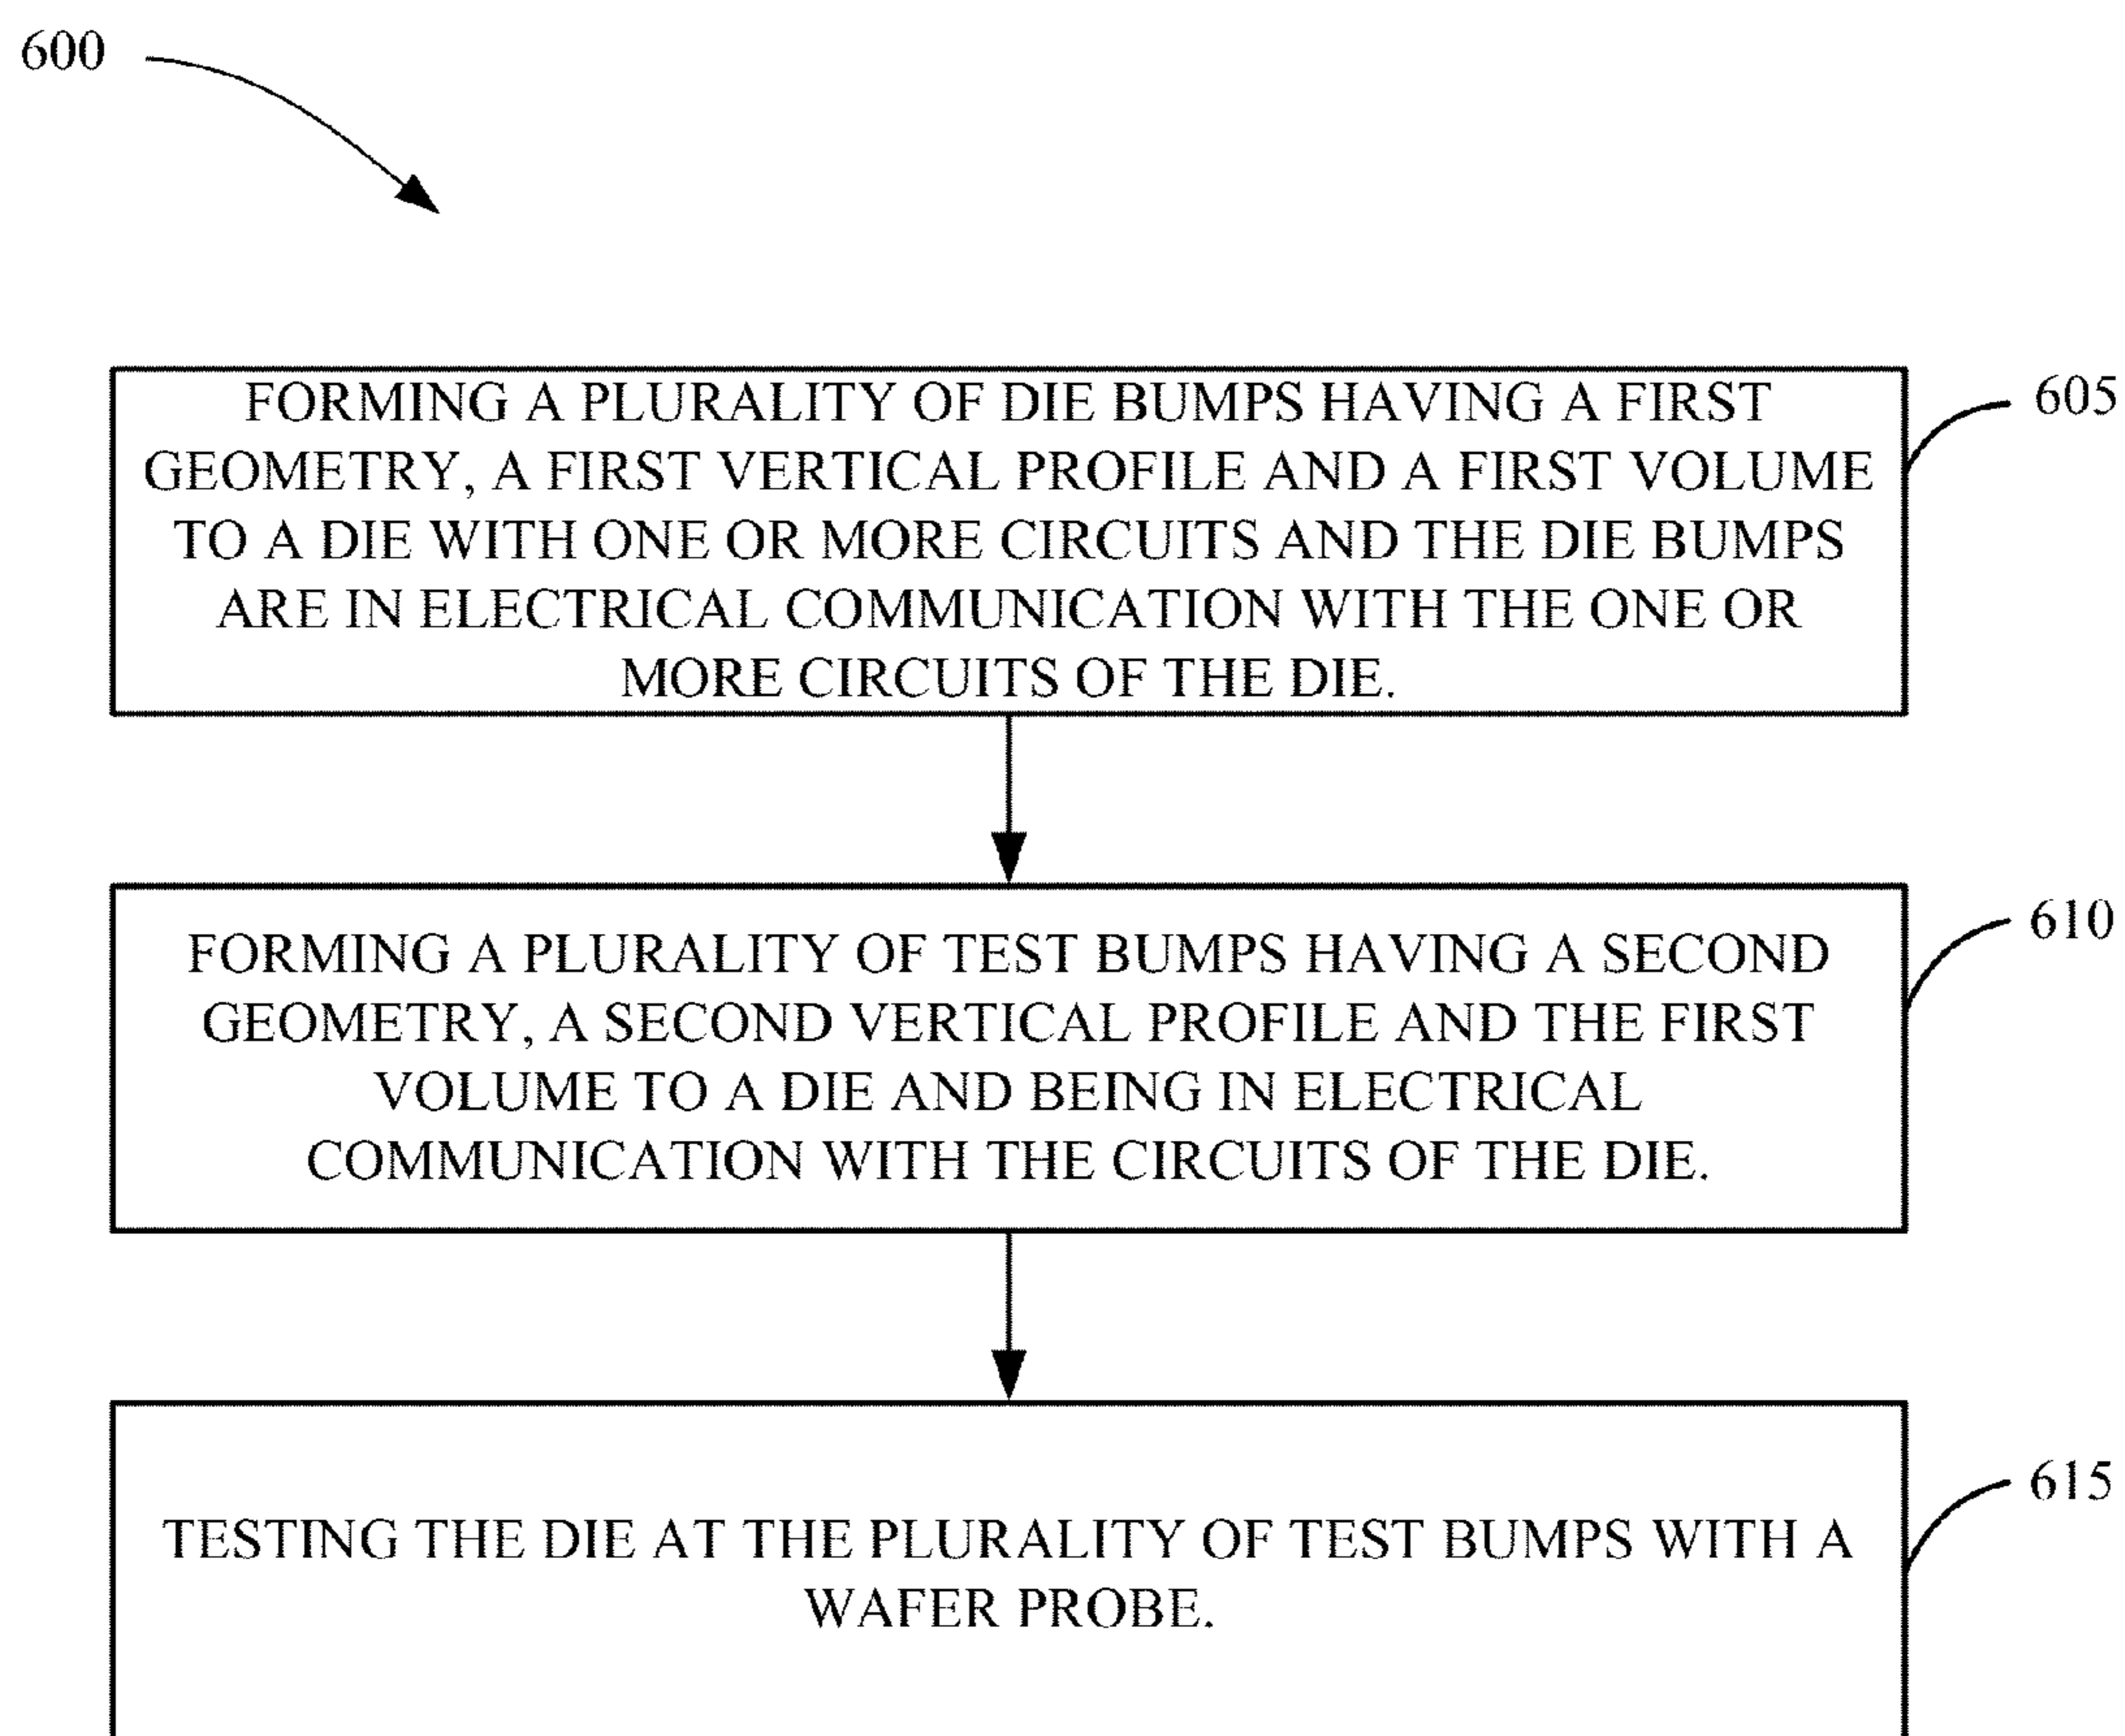 600
FORMING A PLURALITY OF DIE BUMPS HAVING A FIRST
GEOMETRY, A FIRST VERTICAL PROFILE AND A FIRST VOLUME
TO A DIE WITH ONE OR MORE CIRCUITS AND THE DIE BUMPS
ARE IN ELECTRICAL COMMUNICATION WITH THE ONE OR
MORE CIRCUITS OF THE DIE.
605
FORMING A PLURALITY OF TEST BUMPS HAVING A SECOND
GEOMETRY, A SECOND VERTICAL PROFILE AND THE FIRST
VOLUME TO A DIE AND BEING IN ELECTRICAL
COMMUNICATION WITH THE CIRCUITS OF THE DIE.
610
TESTING THE DIE AT THE PLURALITY OF TEST BUMPS WITH A
WAFER PROBE.
615